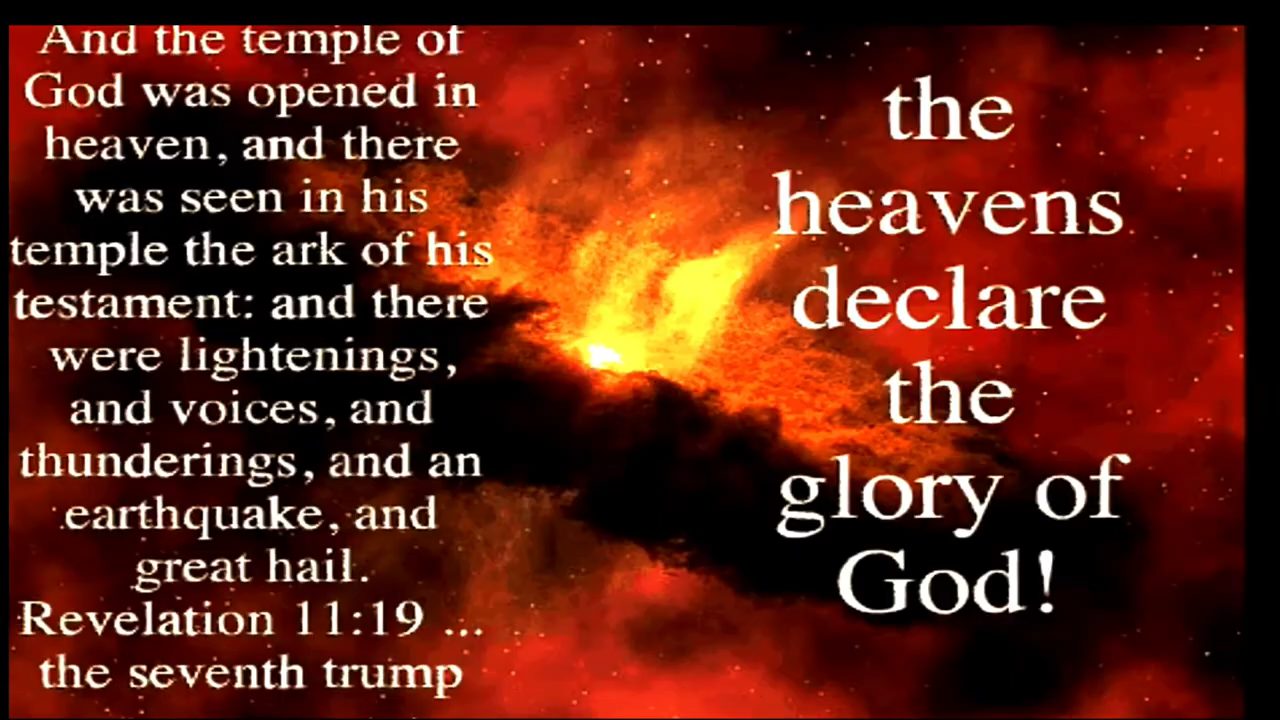 And the temple of
God was opened in
heaven, and there
was seen in his
temple the ark of his
testament: and there
were lightenings,
and voices, and
thunderings, and an
earthquake, and
great hail.
Revelation 11:19 ...
the seventh trump
the
heavens
declare
the
glory of
God!